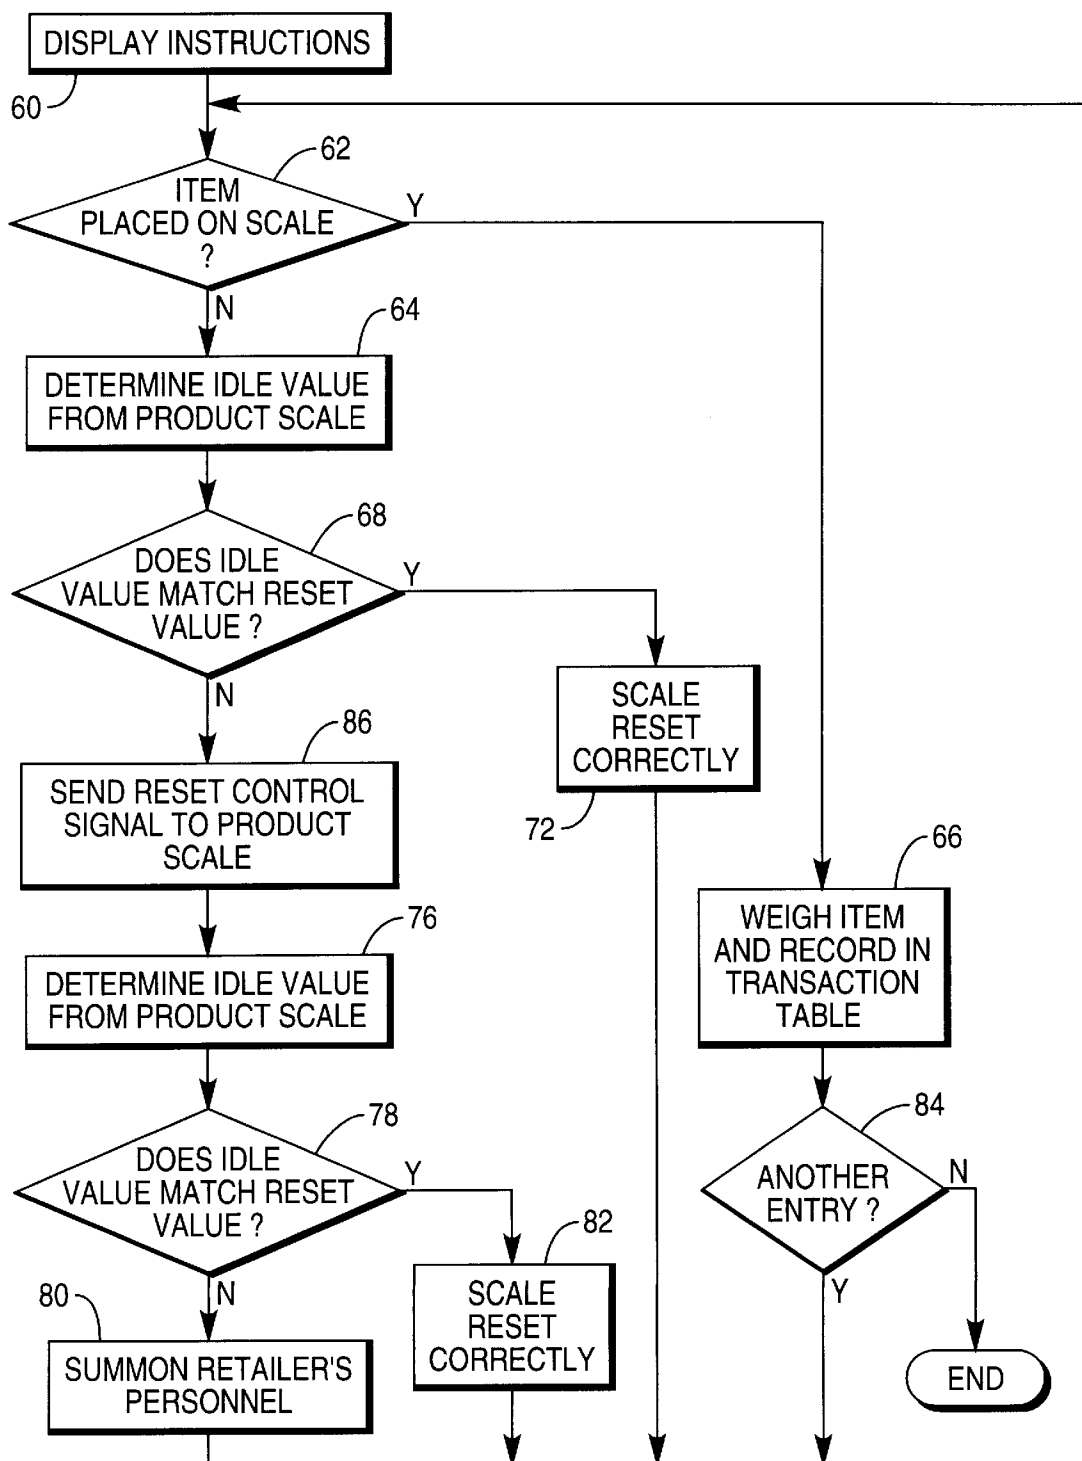 DISPLAY INSTRUCTIONS
60
62
ITEM
PLACED ON SCALE
?
Y
N
64
DETERMINE IDLE VALUE
FROM PRODUCT SCALE
68
DOES IDLE
VALUE MATCH RESET
VALUE ?
Y
N
SCALE
RESET
CORRECTLY
72
86
SEND RESET CONTROL
SIGNAL TO PRODUCT
SCALE
66
WEIGH ITEM
AND RECORD IN
TRANSACTION
TABLE
76
DETERMINE IDLE VALUE
FROM PRODUCT SCALE
78
DOES IDLE
VALUE MATCH RESET
VALUE ?
Y
N
84
ANOTHER
ENTRY ?
N
Y
82
SCALE
RESET
CORRECTLY
80
SUMMON RETAILER'S
PERSONNEL
END